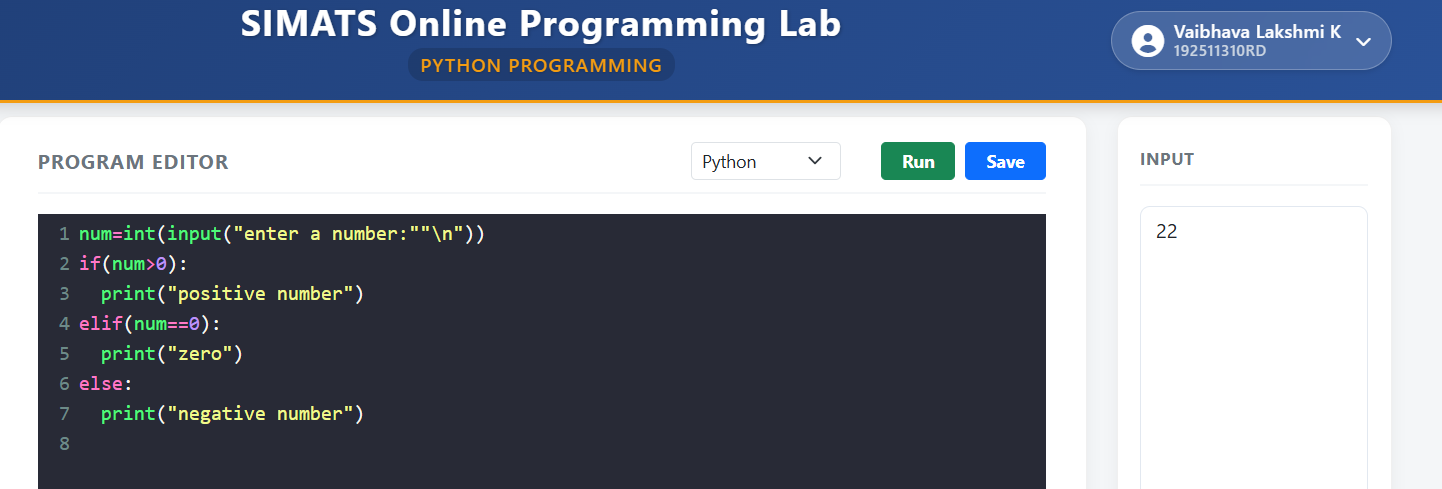 SIMATS Online Programming Lab
PYTHON PROGRAMMING
Vaibhava Lakshmi K
192511310RD
PROGRAM EDITOR
Python
Run
Save
1 num=int(input("enter a number:""\n"))
2 if(num>0):
3   print("positive number")
4 elif(num==0):
5   print("zero")
6 else:
7   print("negative number")
8
INPUT
22